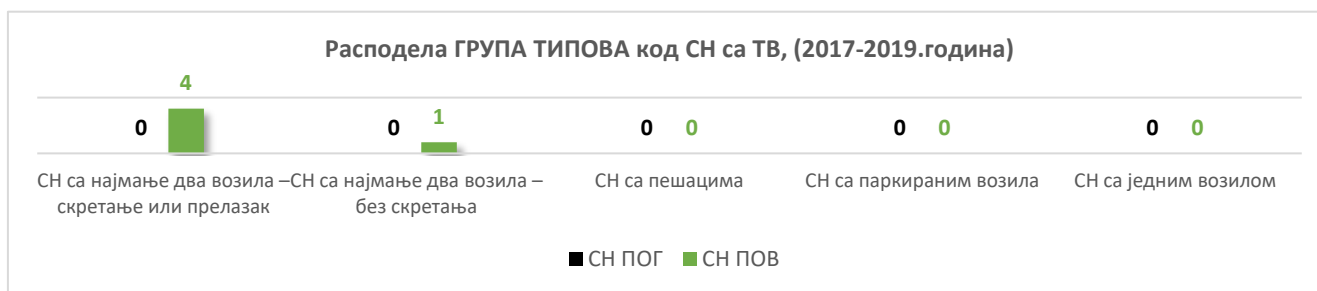 Расподела ГРУПА ТИПОВА код СН са ТВ, (2017-2019.година)
4
0
0 1
0 0
0 0
0 0
СН са најмање два возила –
скретање или прелазак
СН са најмање два возила –
без скретања
СН са пешацима
СН са паркираним возила
СН са једним возилом
СН ПОГ СН ПОВ